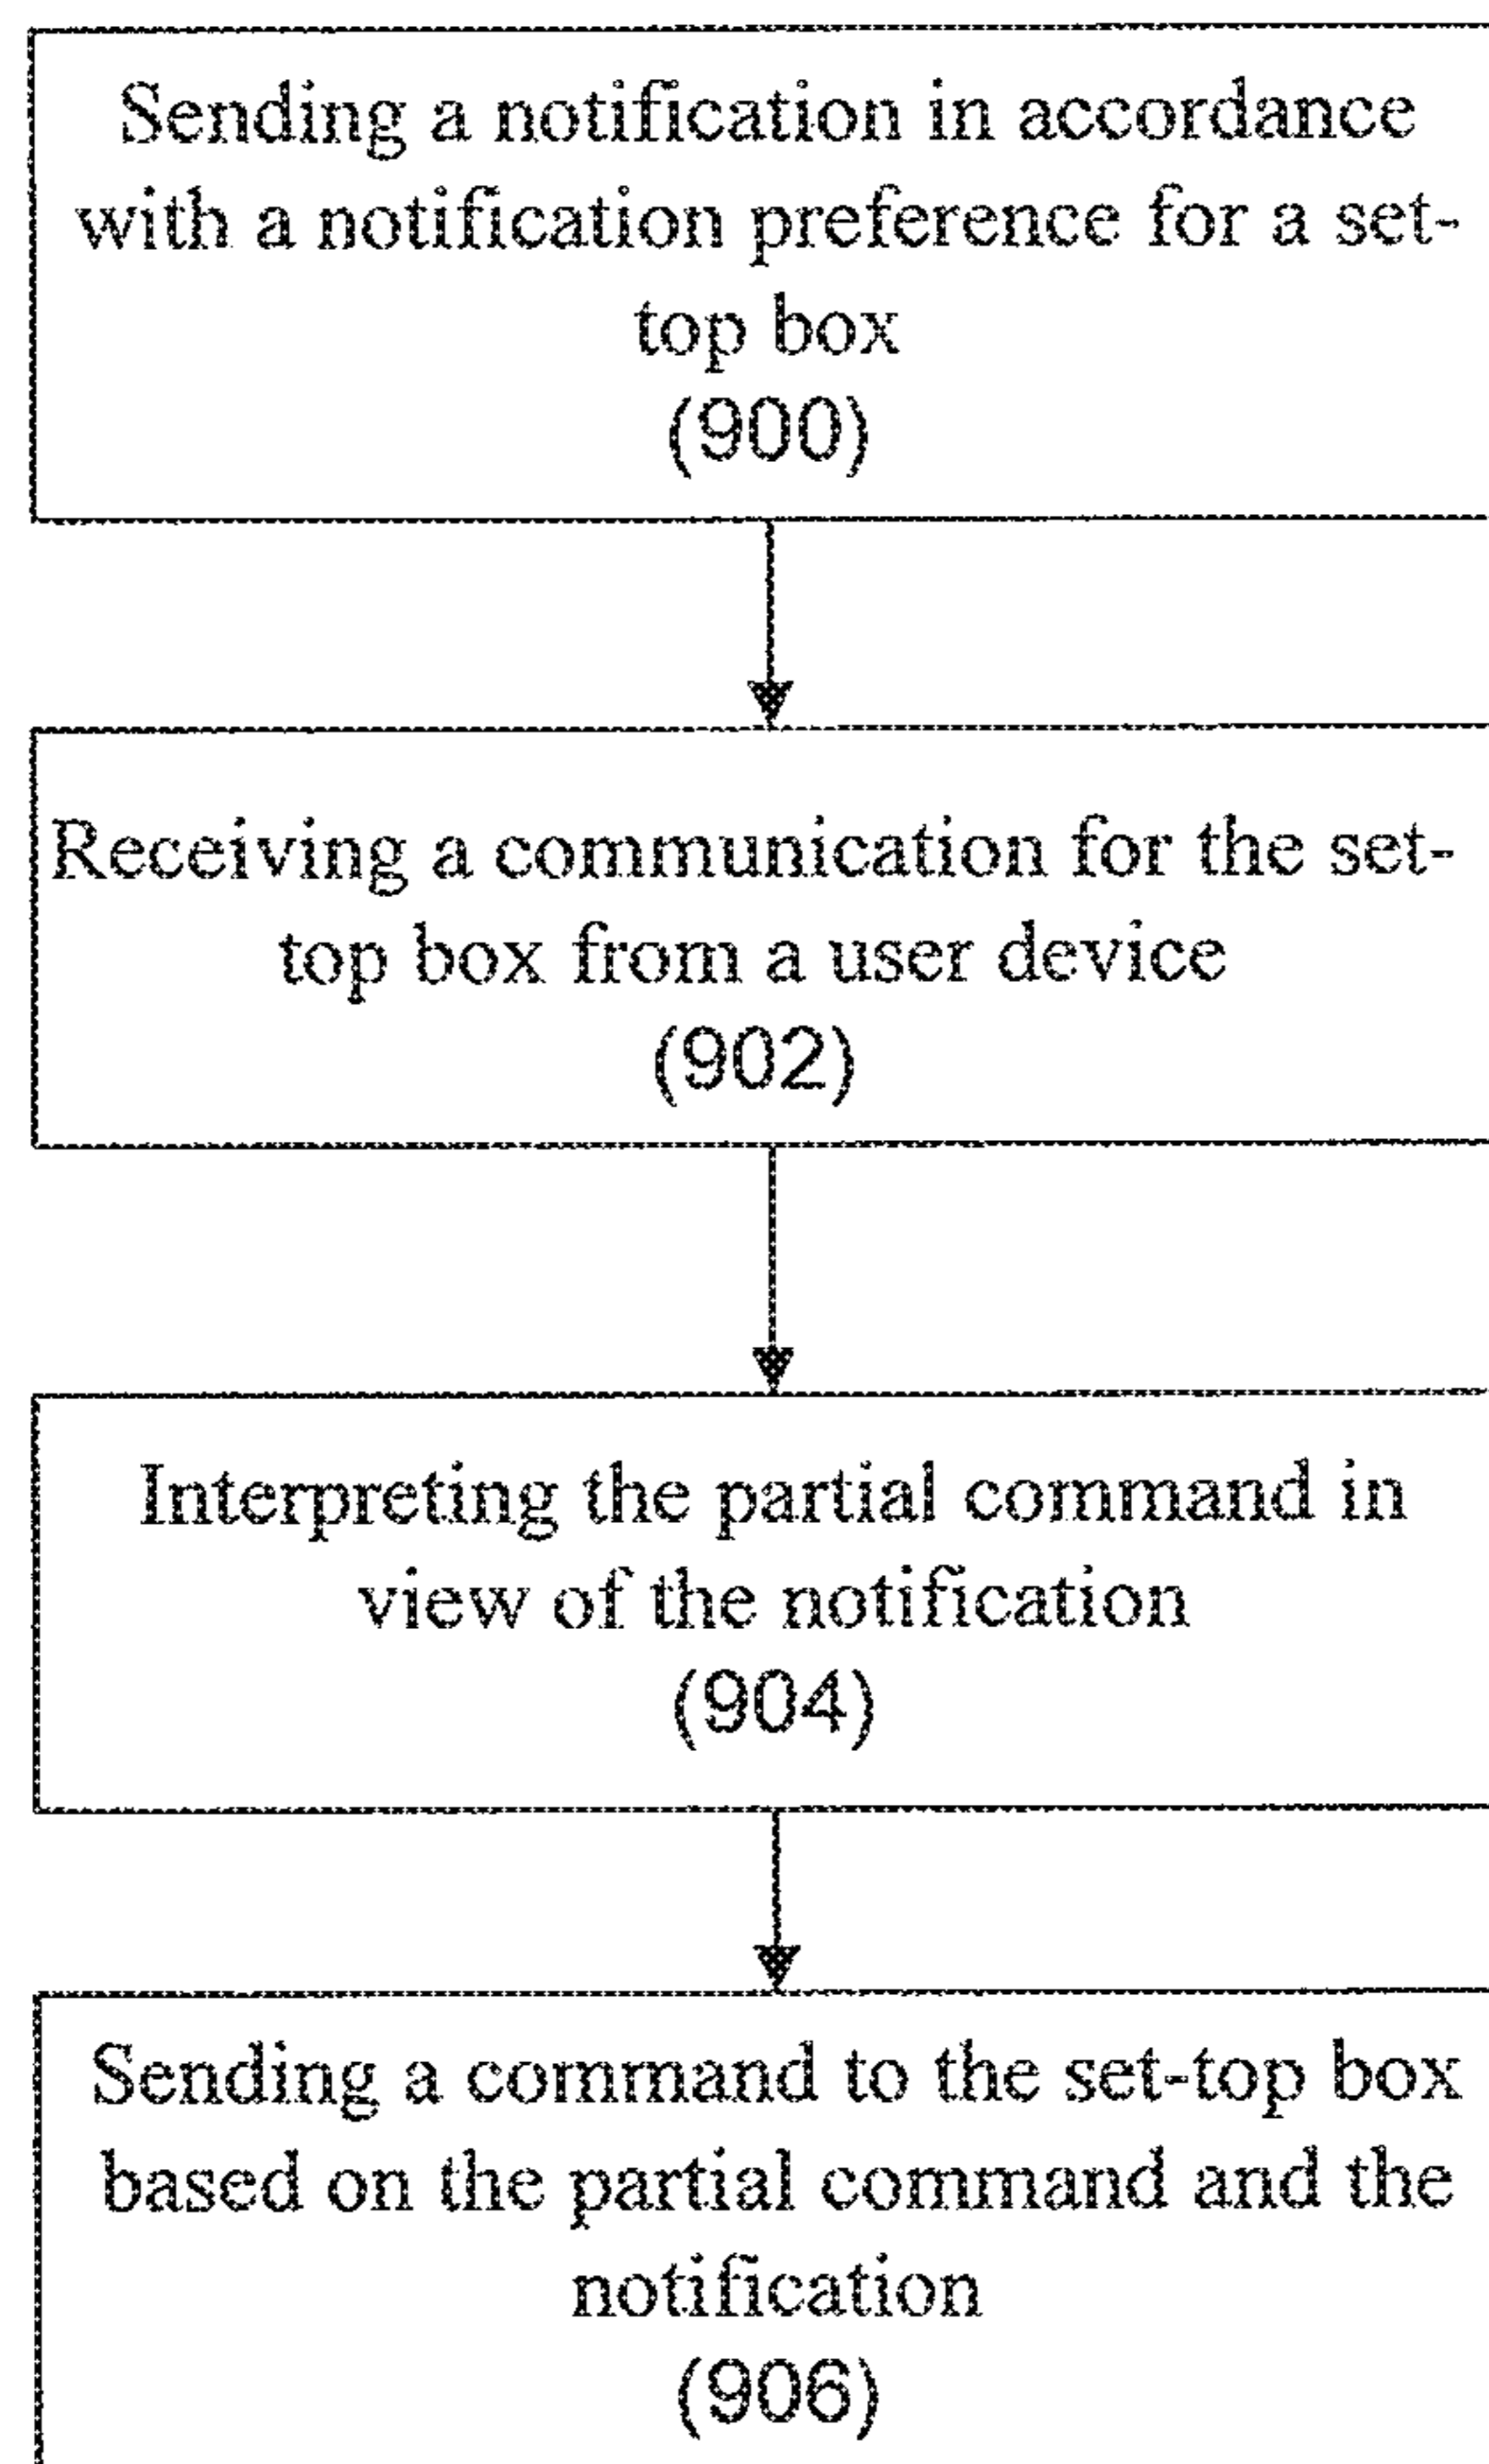 Sending a notification in accordance
with a notification preference for a set-
top box
(900)
Receiving a communication for the set-
top box from a user device
(902)
Interpreting the partial command in
view of the notification
(904)
Sending a command to the set-top box
based on the partial command and the
notification
(906)